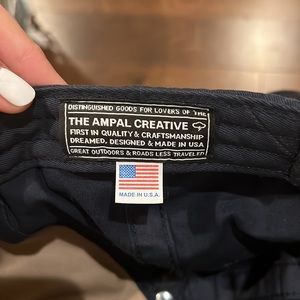 DISTINGUISHED GOODS FOR LOVERS OF THE
THE AMPAL CREATIVE
FIRST IN QUALITY & CRAFTSMANSHIP
DREAMED, DESIGNED & MADE IN USA
GREAT OUTDOORS & ROADS LESS TRAVELED
MADE IN U.S.A.